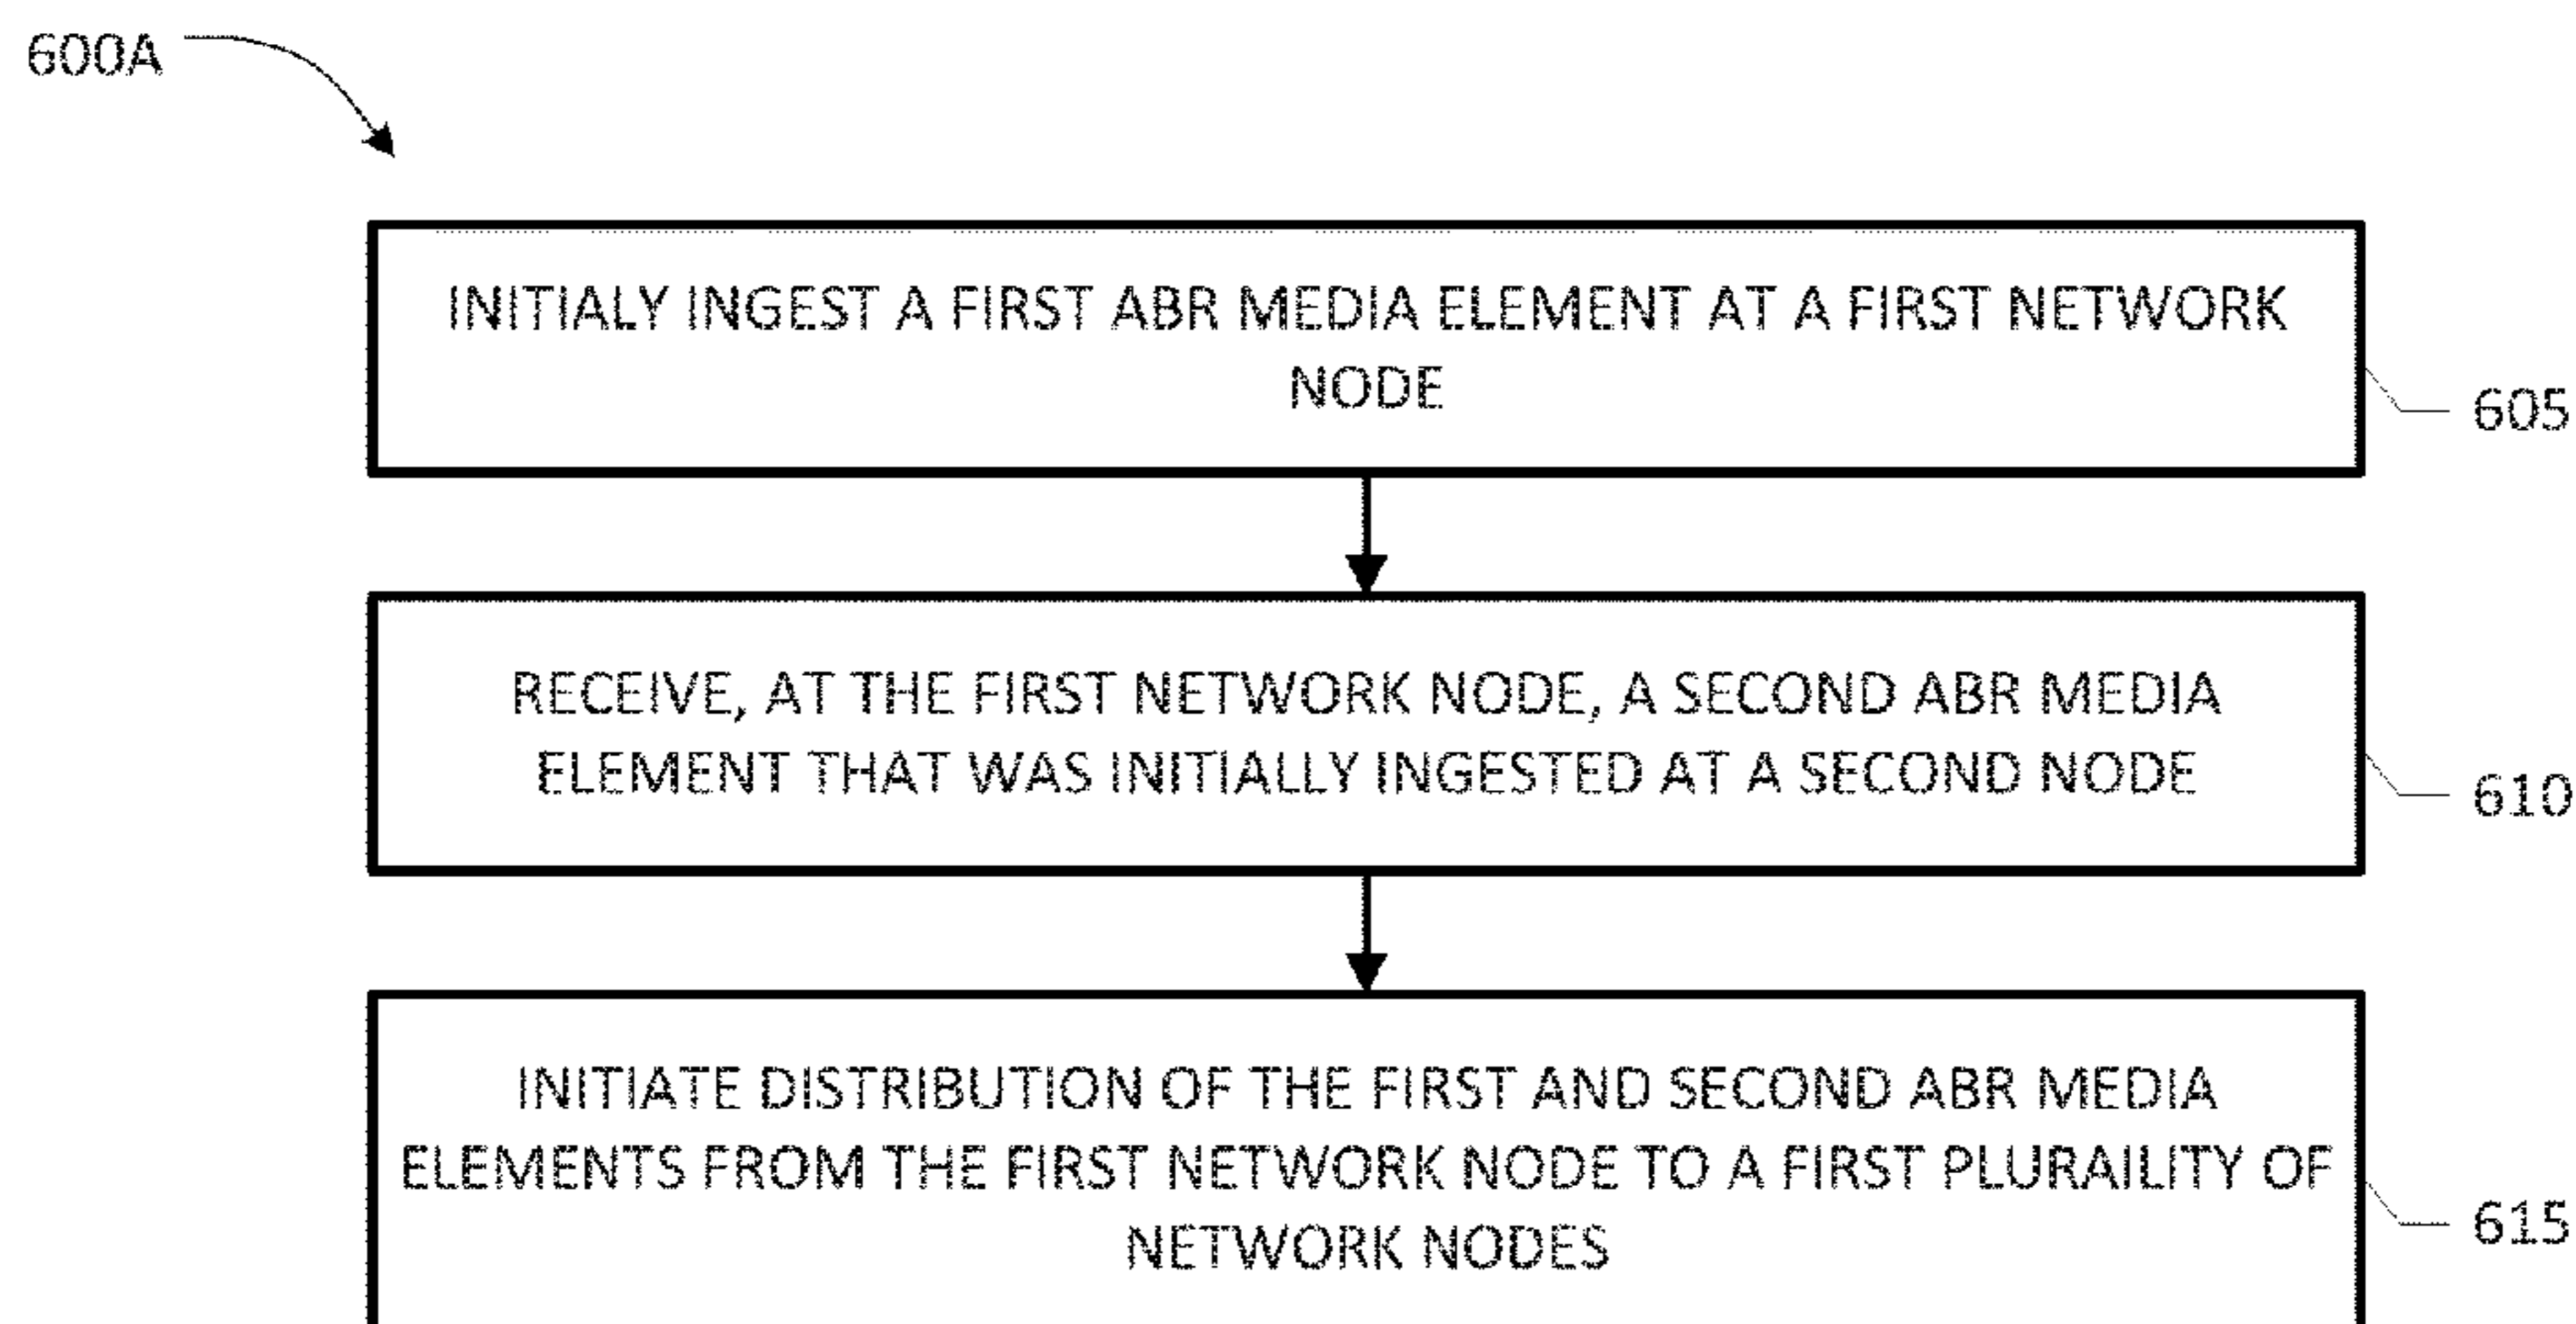 600A
INITIALY INGEST A FIRST ABR MEDIA ELEMENT AT A FIRST NETWORK
NODE
605
RECEIVE, AT THE FIRST NETWORK NODE, A SECOND ABR MEDIA
ELEMENT THAT WAS INITIALLY INGESTED AT A SECOND NODE
610
INITIATE DISTRIBUTION OF THE FIRST AND SECOND ABR MEDIA
ELEMENTS FROM THE FIRST NETWORK NODE TO A FIRST PLURAILITY OF
NETWORK NODES
615